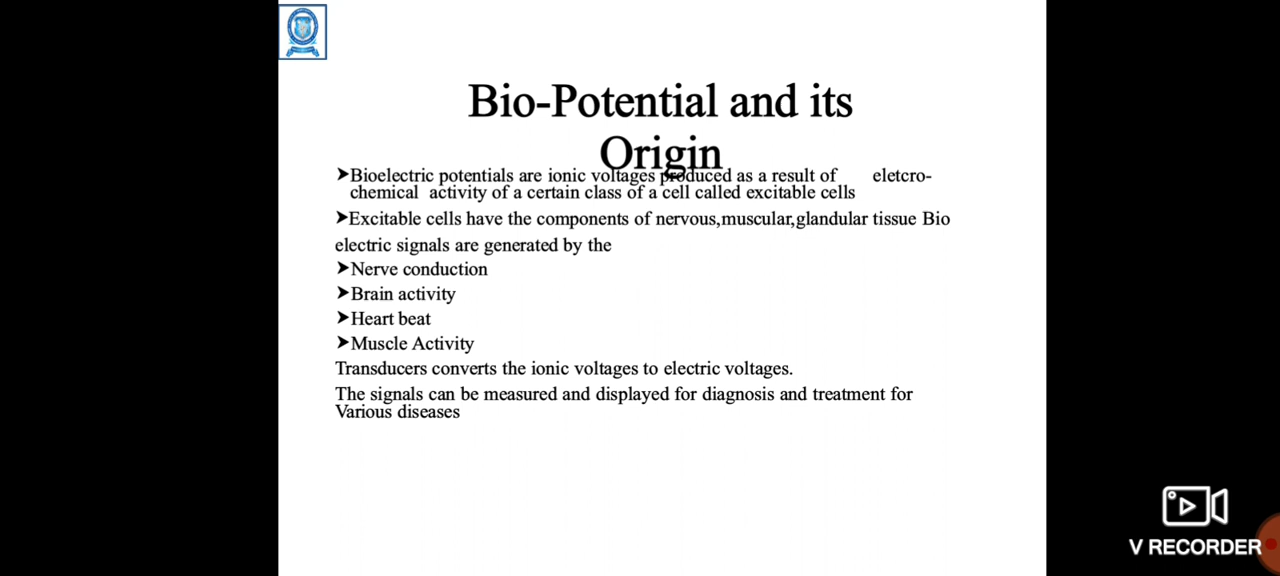 Bio-Potential and its
Origin
➤Bioelectric potentials are ionic voltages produced as a result of eletcro-
chemical activity of a certain class of a cell called excitable cells
➤Excitable cells have the components of nervous,muscular,glandular tissue Bio
electric signals are generated by the
➤Nerve conduction
➤Brain activity
➤Heart beat
➤Muscle Activity
Transducers converts the ionic voltages to electric voltages.
The signals can be measured and displayed for diagnosis and treatment for
Various diseases
V RECORDER